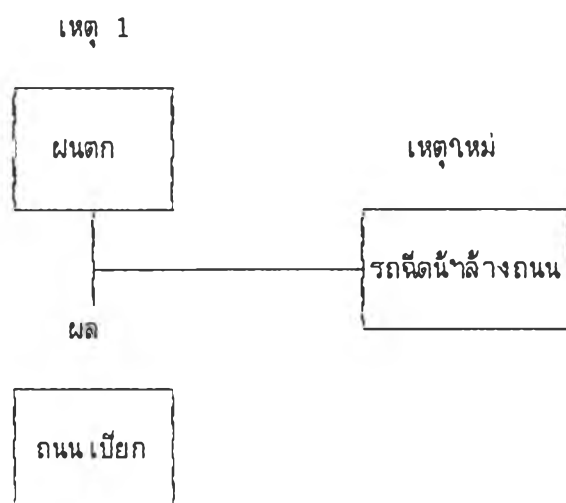 เหตุ 1
ฝนตก
เหตุใหม่
รถฉีดน้ำล้างถนน
ผล
ถนนเปียก